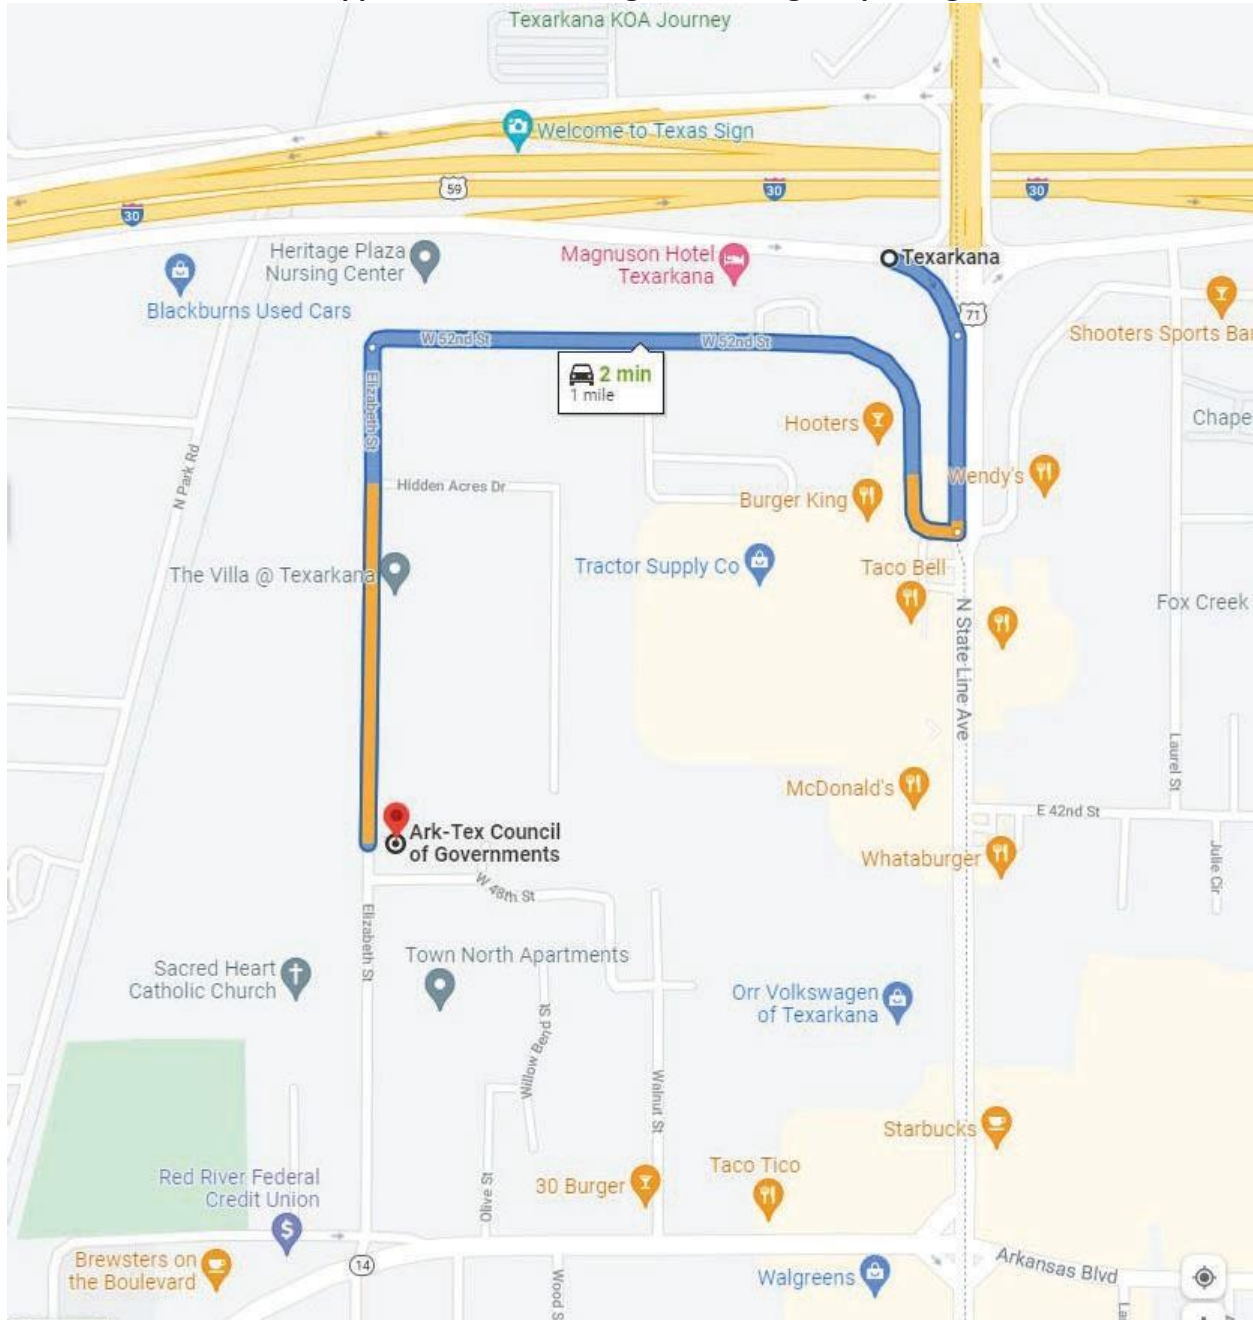 Texarkana KOA Journey
Welcome to Texas Sign
59
30
30
30
Heritage Plaza
Nursing Center
Magnuson Hotel
Texarkana
Texarkana
Blackburns Used Cars
71
Shooters Sports Bar
W 52nd St
W 52nd St
2 min
1 mile
Elizabeth St
Hooters
Chape
N Park Rd
Hidden Acres Dr
Burger King
Wendy's
The Villa @ Texarkana
Tractor Supply Co
Taco Bell
Fox Creek
N State Line Ave
Laurel St
McDonald's
E 42nd St
Ark-Tex Council
of Governments
Whataburger
Julie Cir
W 48th St
Elizabeth St
Town North Apartments
Sacred Heart
Catholic Church
Orr Volkswagen
of Texarkana
Willow Bend St
Walnut St
Starbucks
Taco Tico
Red River Federal
Credit Union
30 Burger
Olive St
$
Brewsters on
the Boulevard
14
Arkansas Blvd
Walgreens
Wood S
La